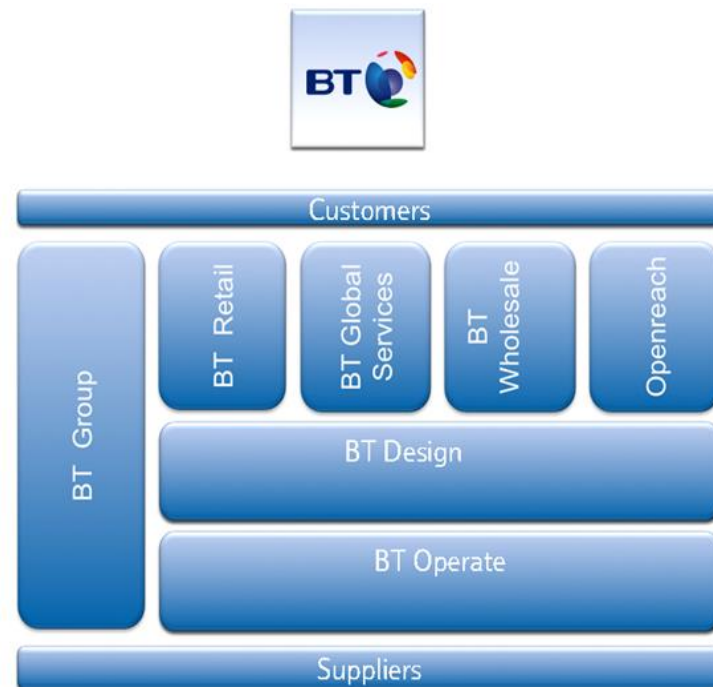 BT
Customers
BT Group
BT Retail
BT Global
Services
BT
Wholesale
Openreach
BT Design
BT Operate
Suppliers